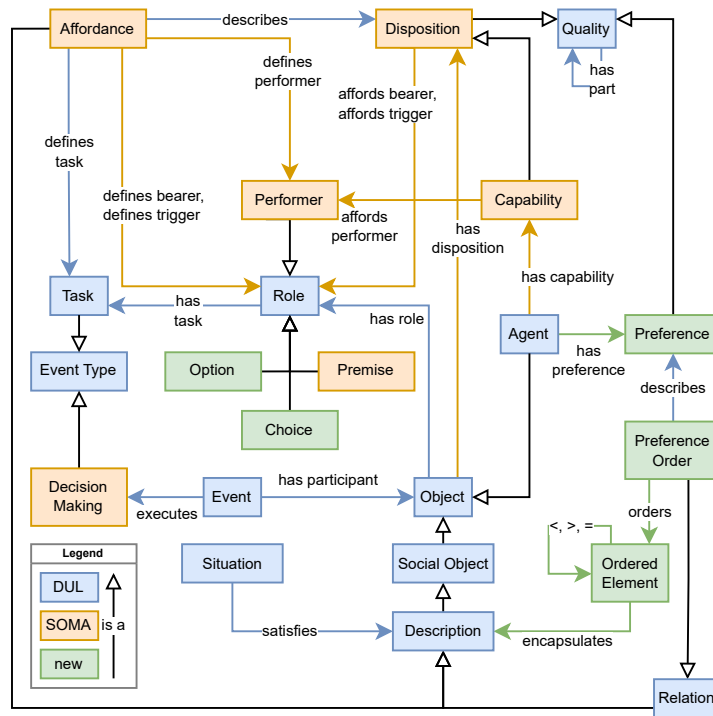 Affordance
describes
Disposition
Quality
has
part
defines
performer
affords bearer,
affords trigger
defines
task
defines bearer,
defines trigger
Performer
affords
performer
Capability
has
disposition
has capability
Task
has
task
Role
has role
Agent
has
preference
Preference
Event Type
Option
Premise
describes
Choice
Preference
Order
Decision
Making
executes
Event
has participant
Object
orders
<, >, =
Legend
DUL
SOMA
new
is a
Situation
Social Object
Ordered
Element
satisfies
Description
encapsulates
Relation